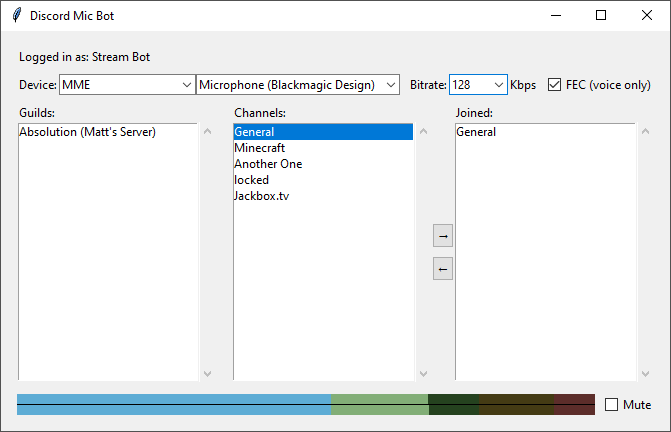 Discord Mic Bot
Logged in as: Stream Bot
Device: MME Microphone (Blackmagic Design) Bitrate: 128 Kbps FEC (voice only)
Guilds: Channels: Joined:
Absolution (Matt's Server) General General
Minecraft
Another One
locked
Jackbox.tv
→
←
Mute